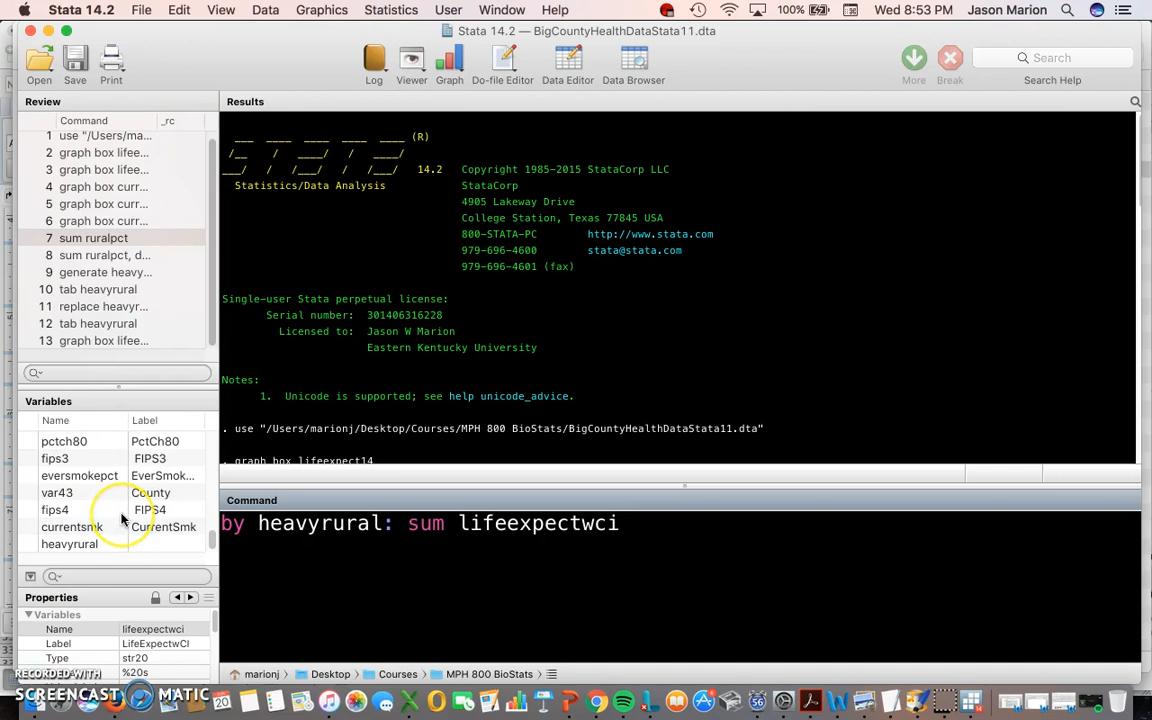 Stata 14.2 File Edit View Data Graphics Statistics User Window Help 100% Wed 8:53 PM Jason Marion
Stata 14.2 — BigCountyHealthDataStata11.dta
Open Save Print Log Viewer Graph Do-file Editor Data Editor Data Browser More Break Search
Search Help
Review
Command _rc
1 use "/Users/ma...
2 graph box lifee...
3 graph box lifee...
4 graph box curr...
5 graph box curr...
6 graph box curr...
7 sum ruralpct
8 sum ruralpct, d
9 generate heavy...
10 tab heavyrural
11 replace heavyr...
12 tab heavyrural
13 graph box lifee...
Variables
Name Label
pctch80 PctCh80
fips3 FIPS3
eversmokepct EverSmok...
var43 County
fips4 FIPS4
currentsmk CurrentSmk
heavyrural
Properties
Variables
Name lifeexpectwci
Label LifeExpectwCI
Type str20
%20s
Results
(R)
14.2 Copyright 1985-2015 StataCorp LLC
Statistics/Data Analysis StataCorp
4905 Lakeway Drive
College Station, Texas 77845 USA
800-STATA-PC http://www.stata.com
979-696-4600 stata@stata.com
979-696-4601 (fax)
Single-user Stata perpetual license:
Serial number: 301406316228
Licensed to: Jason W Marion
Eastern Kentucky University
Notes:
1. Unicode is supported; see help unicode_advice.
. use "/Users/marionj/Desktop/Courses/MPH 800 BioStats/BigCountyHealthDataStata11.dta"
. graph box lifeexpect14
Command
by heavyrural: sum lifeexpectwci
marionj Desktop Courses MPH 800 BioStats
RECORDED WITH
SCREENCAST MATIC